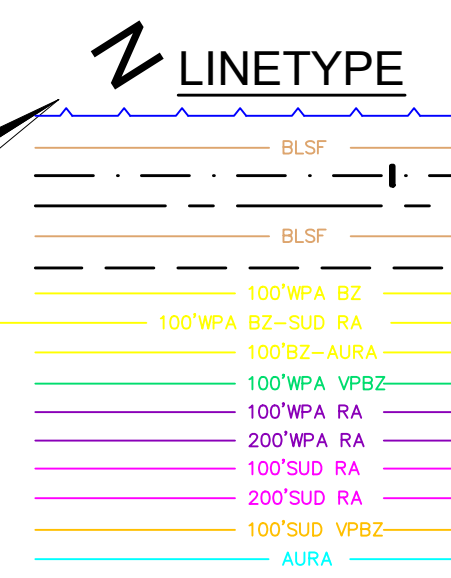 N
LINETYPE
BLSF
BLSF
100'WPA BZ
100'WPA BZ-SUD RA
100'BZ-AURA
100'WPA VPBZ
100'WPA RA
200'WPA RA
100'SUD RA
200'SUD RA
100'SUD VPBZ
AURA